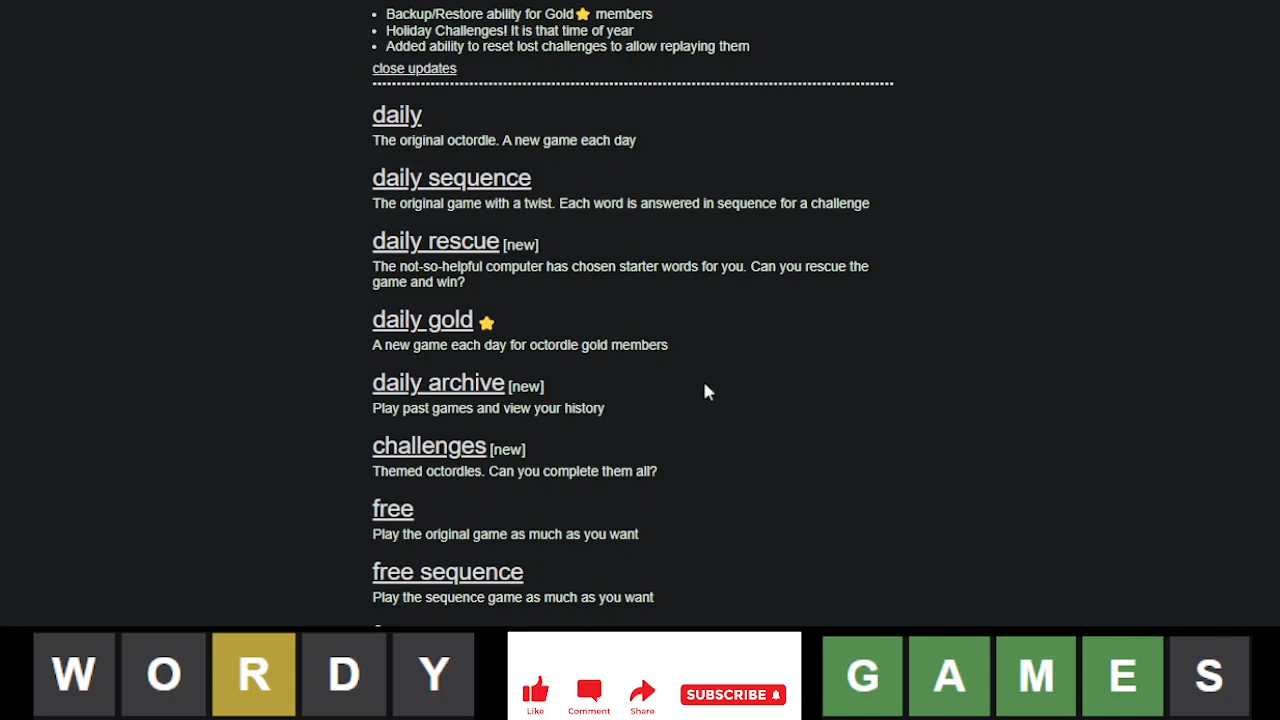 Backup/Restore ability for Gold⭐ members
Holiday Challenges! It is that time of year
Added ability to reset lost challenges to allow replaying them
close updates
daily
The original octordle. A new game each day
daily sequence
The original game with a twist. Each word is answered in sequence for a challenge
daily rescue [new]
The not-so-helpful computer has chosen starter words for you. Can you rescue the
game and win?
daily gold ⭐
A new game each day for octordle gold members
daily archive [new]
Play past games and view your history
challenges [new]
Themed octordles. Can you complete them all?
free
Play the original game as much as you want
free sequence
Play the sequence game as much as you want
W O R D Y
Like Comment Share SUBSCRIBE
G A M E S